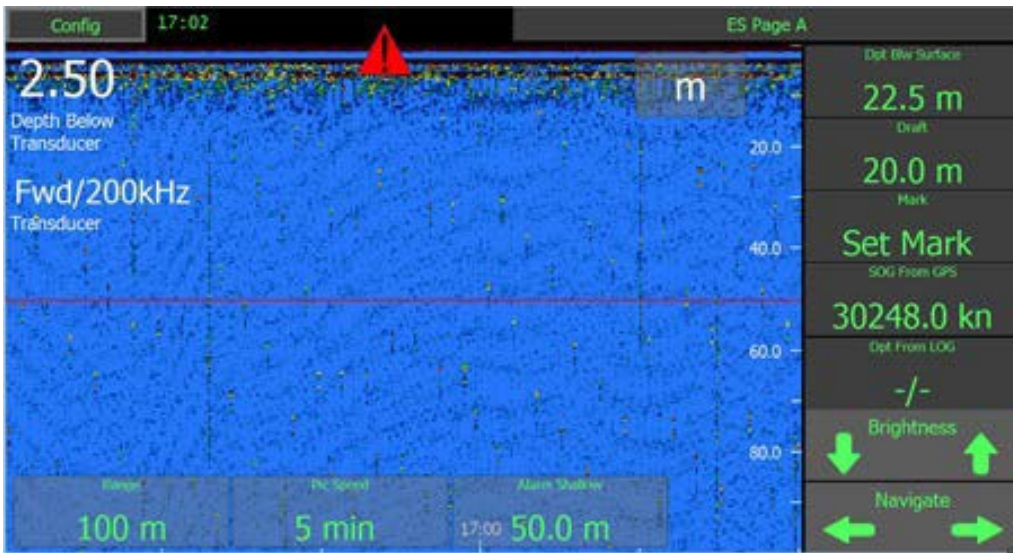 Config
17:02
ES Page A
2.50
Depth Below
Transducer
Fwd/200kHz
Transducer
m
20.0
40.0
60.0
80.0
Range
100 m
Pic Speed
5 min
Alarm Shallow
17:00
50.0 m
Dpt Blw Surface
22.5 m
Draft
20.0 m
Mark
Set Mark
SOG From GPS
30248.0 kn
Dpt From LOG
-/-
Brightness
Navigate